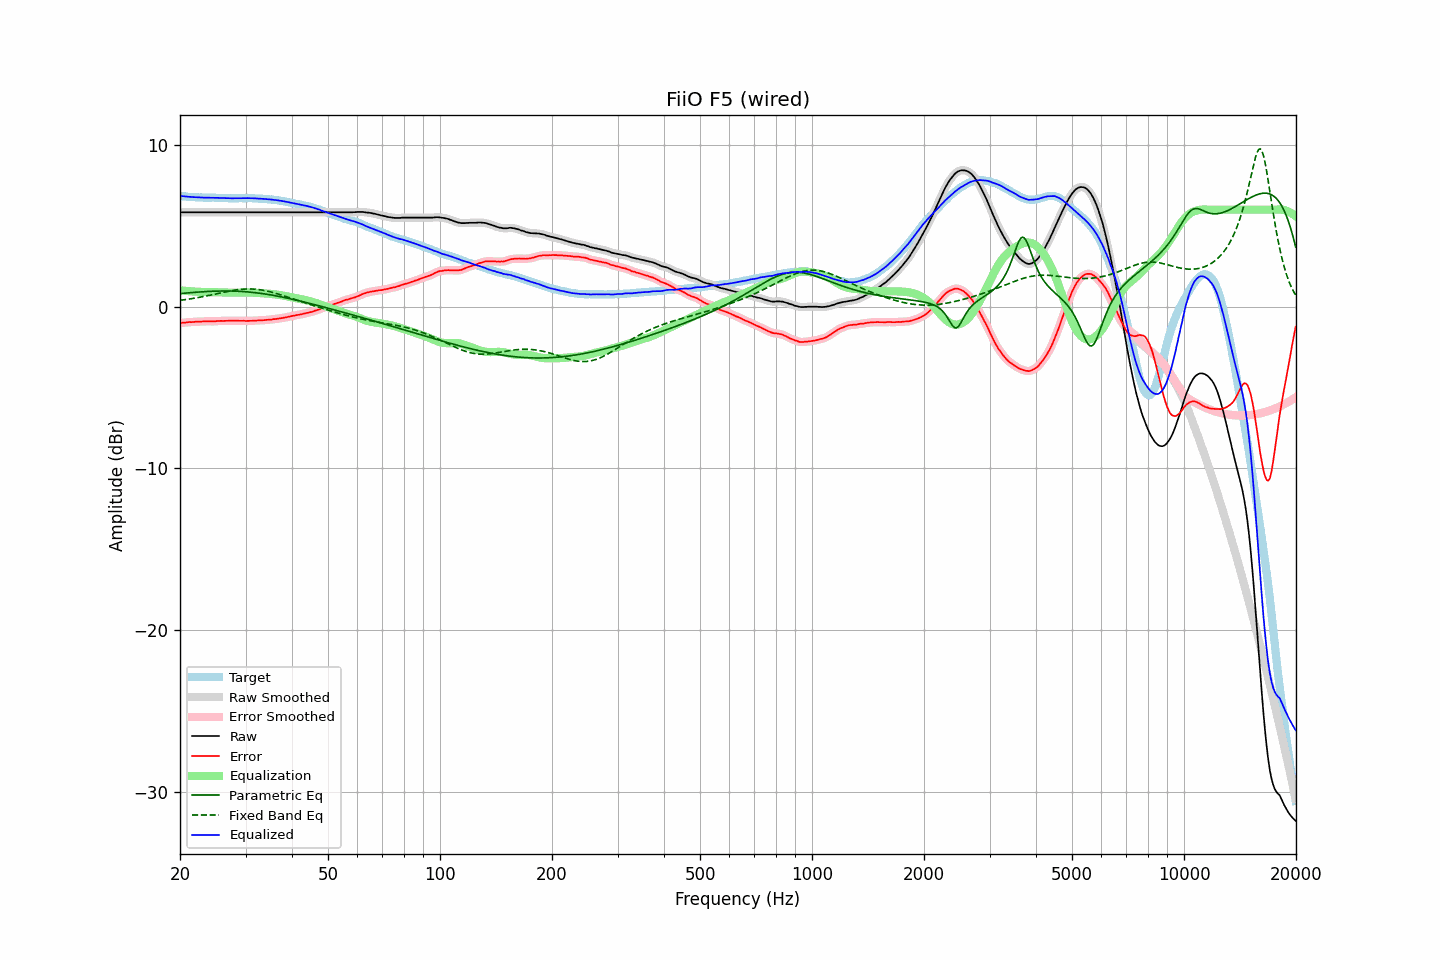 FiiO F5 (wired)
10
0
−10
−20
−30
Amplitude (dBr)
Target
Raw Smoothed
Error Smoothed
Raw
Error
Equalization
Parametric Eq
Fixed Band Eq
Equalized
20 50 100 200 500 1000 2000 5000 10000 20000
Frequency (Hz)